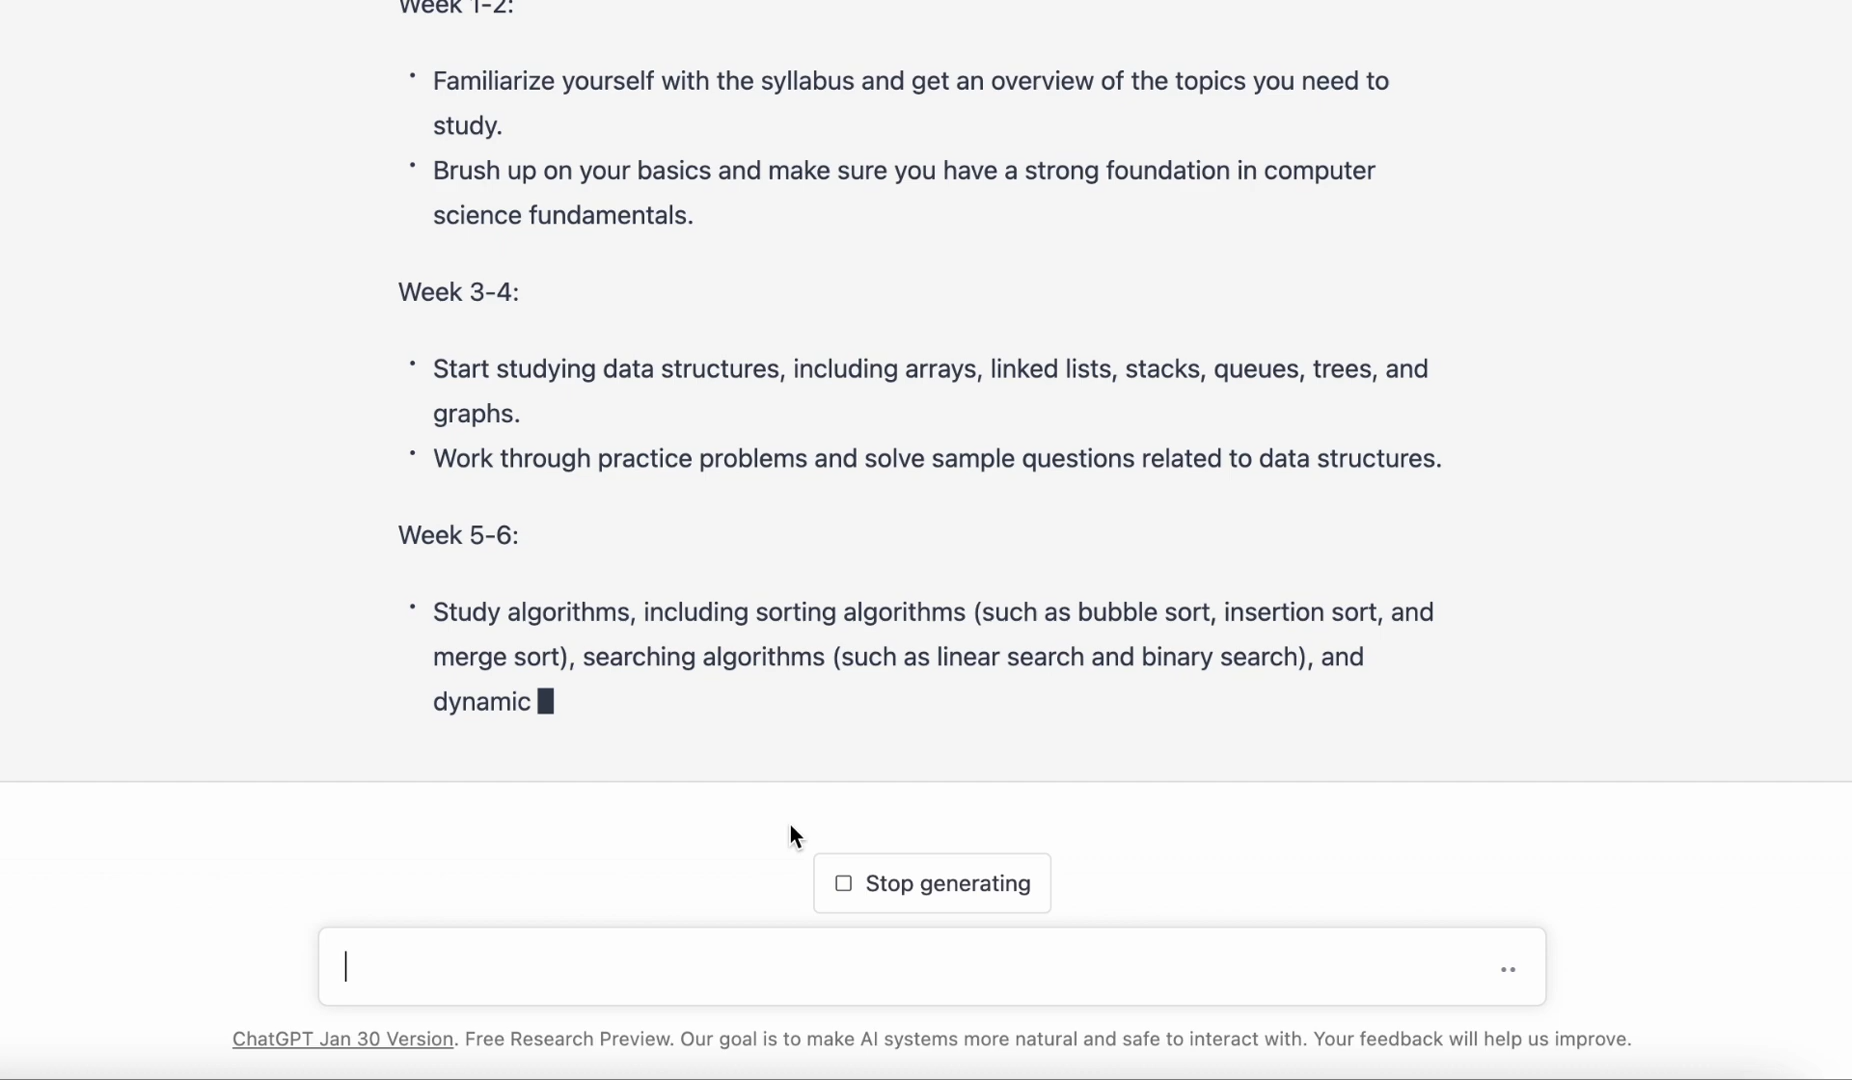 Week 1-2:
• Familiarize yourself with the syllabus and get an overview of the topics you need to
study.
• Brush up on your basics and make sure you have a strong foundation in computer
science fundamentals.
Week 3-4:
• Start studying data structures, including arrays, linked lists, stacks, queues, trees, and
graphs.
• Work through practice problems and solve sample questions related to data structures.
Week 5-6:
• Study algorithms, including sorting algorithms (such as bubble sort, insertion sort, and
merge sort), searching algorithms (such as linear search and binary search), and
dynamic
Stop generating
ChatGPT Jan 30 Version. Free Research Preview. Our goal is to make AI systems more natural and safe to interact with. Your feedback will help us improve.